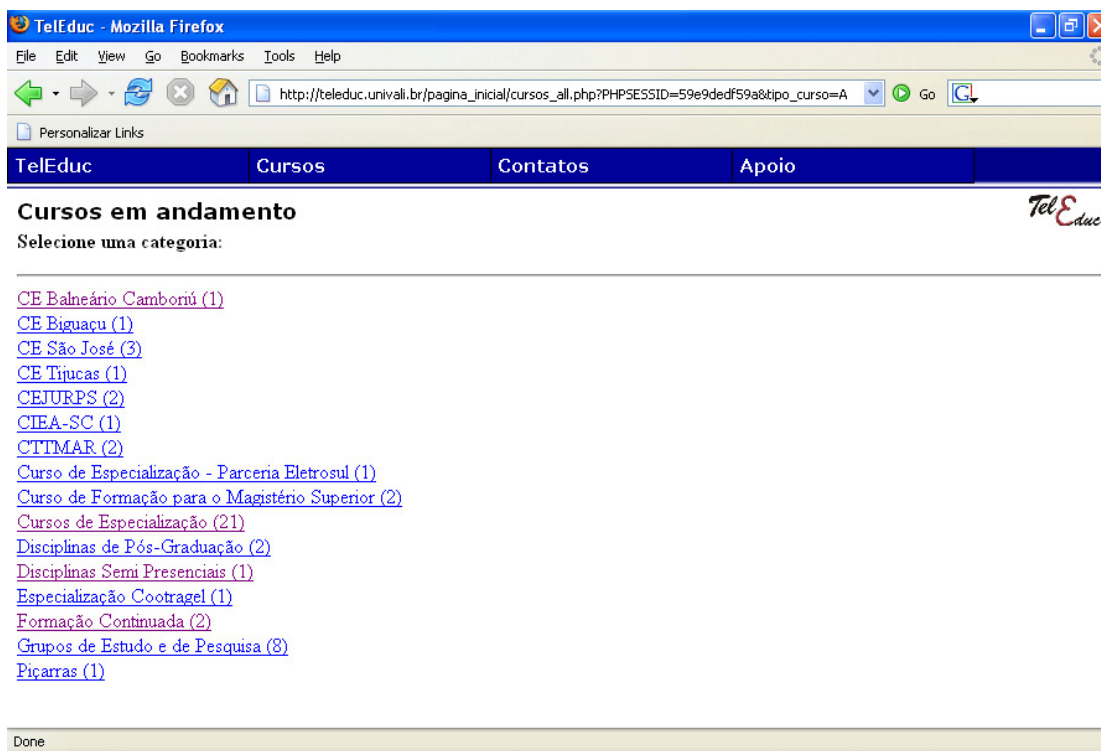 TelEduc - Mozilla Firefox
File Edit View Go Bookmarks Tools Help
http://teleduc.univali.br/pagina_inicial/cursos_all.php?PHPSESSID=59e9dedf59a&tipo_curso=A Go G
Personalizar Links
TelEduc Cursos Contatos Apoio
Cursos em andamento
TelEduc
Selecione uma categoria:
CE Balneário Camboriú (1)
CE Biguaçu (1)
CE São José (3)
CE Tijucas (1)
CEJURPS (2)
CIEA-SC (1)
CTTMAR (2)
Curso de Especialização - Parceria Eletrosul (1)
Curso de Formação para o Magistério Superior (2)
Cursos de Especialização (21)
Disciplinas de Pós-Graduação (2)
Disciplinas Semi Presenciais (1)
Especialização Cootragel (1)
Formação Continuada (2)
Grupos de Estudo e de Pesquisa (8)
Piçarras (1)
Done